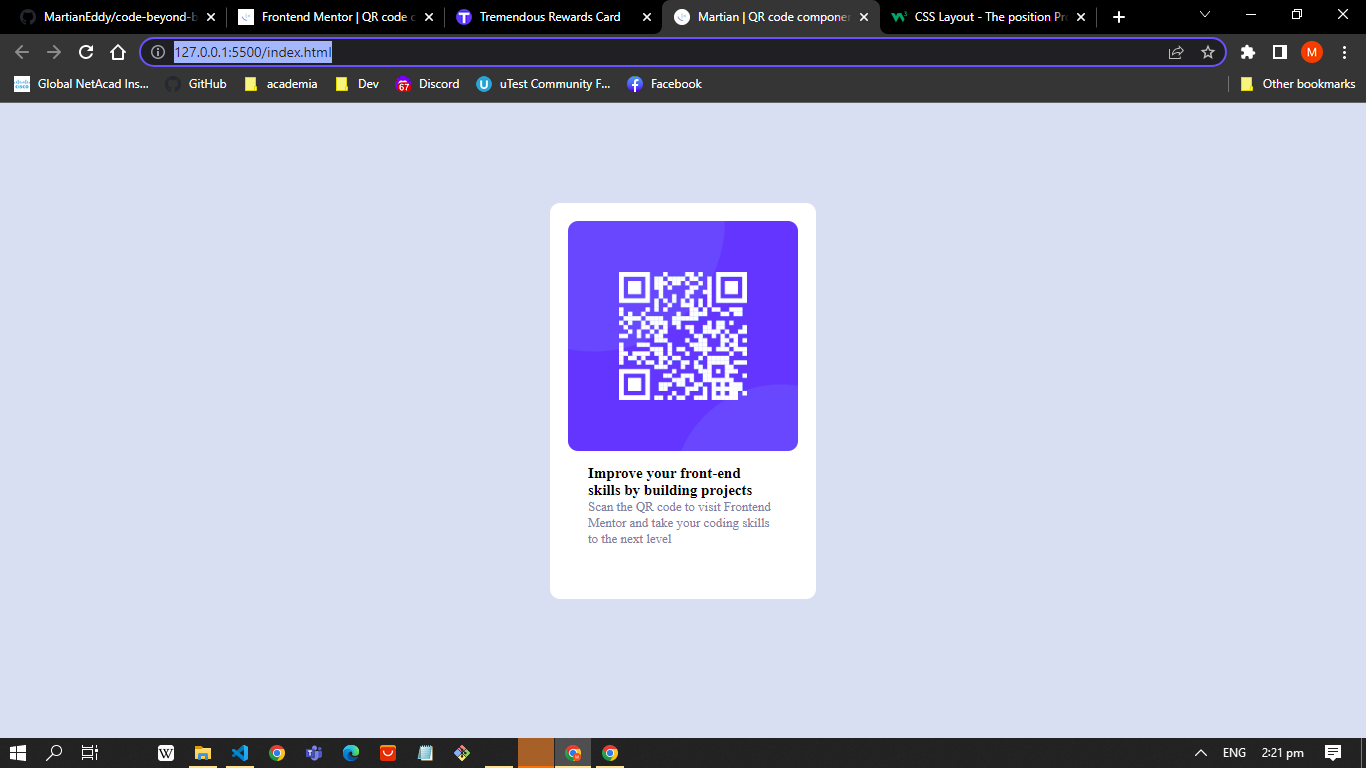 MartianEddy/code-beyond-b
Frontend Mentor | QR code c
Tremendous Rewards Card
Martian | QR code componen
CSS Layout - The position Pr
127.0.0.1:5500/index.html
M
Global NetAcad Ins...
GitHub
academia
Dev
67
Discord
U
uTest Community F...
Facebook
Other bookmarks
Improve your front-end
skills by building projects
Scan the QR code to visit Frontend
Mentor and take your coding skills
to the next level
W
ENG
2:21 pm